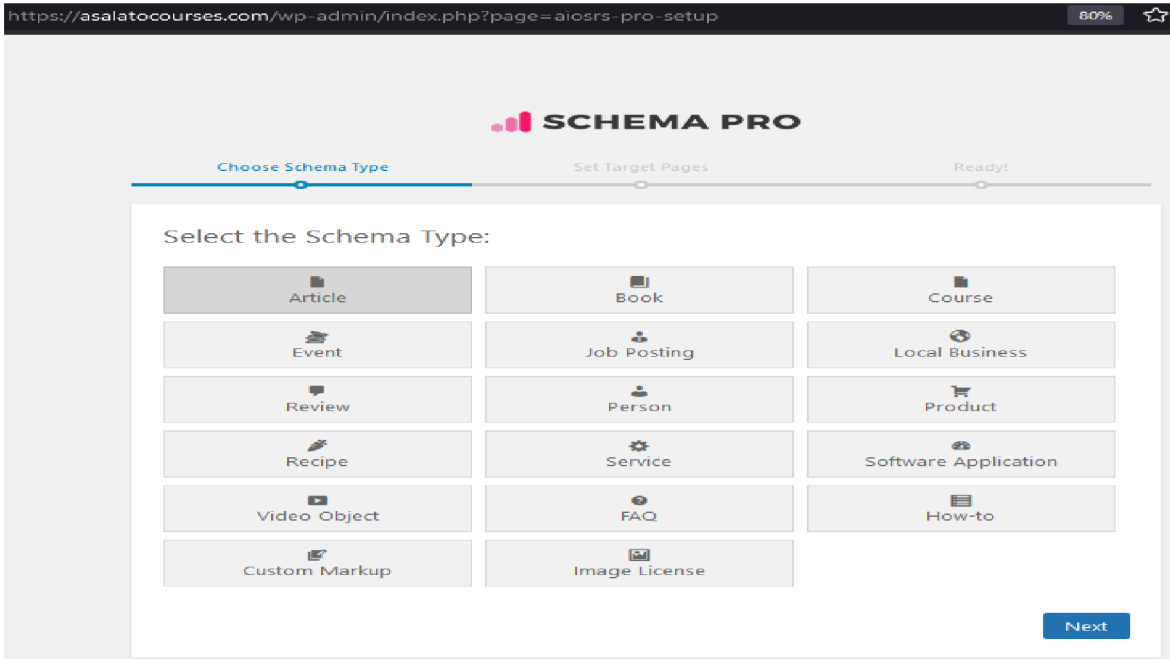 https://asalatocourses.com/wp-admin/index.php?page=aiosrs-pro-setup 80%
SCHEMA PRO
Choose Schema Type Set Target Pages Ready!
Select the Schema Type:
Article Book Course
Event Job Posting Local Business
Review Person Product
Recipe Service Software Application
Video Object FAQ How-to
Custom Markup Image License
Next